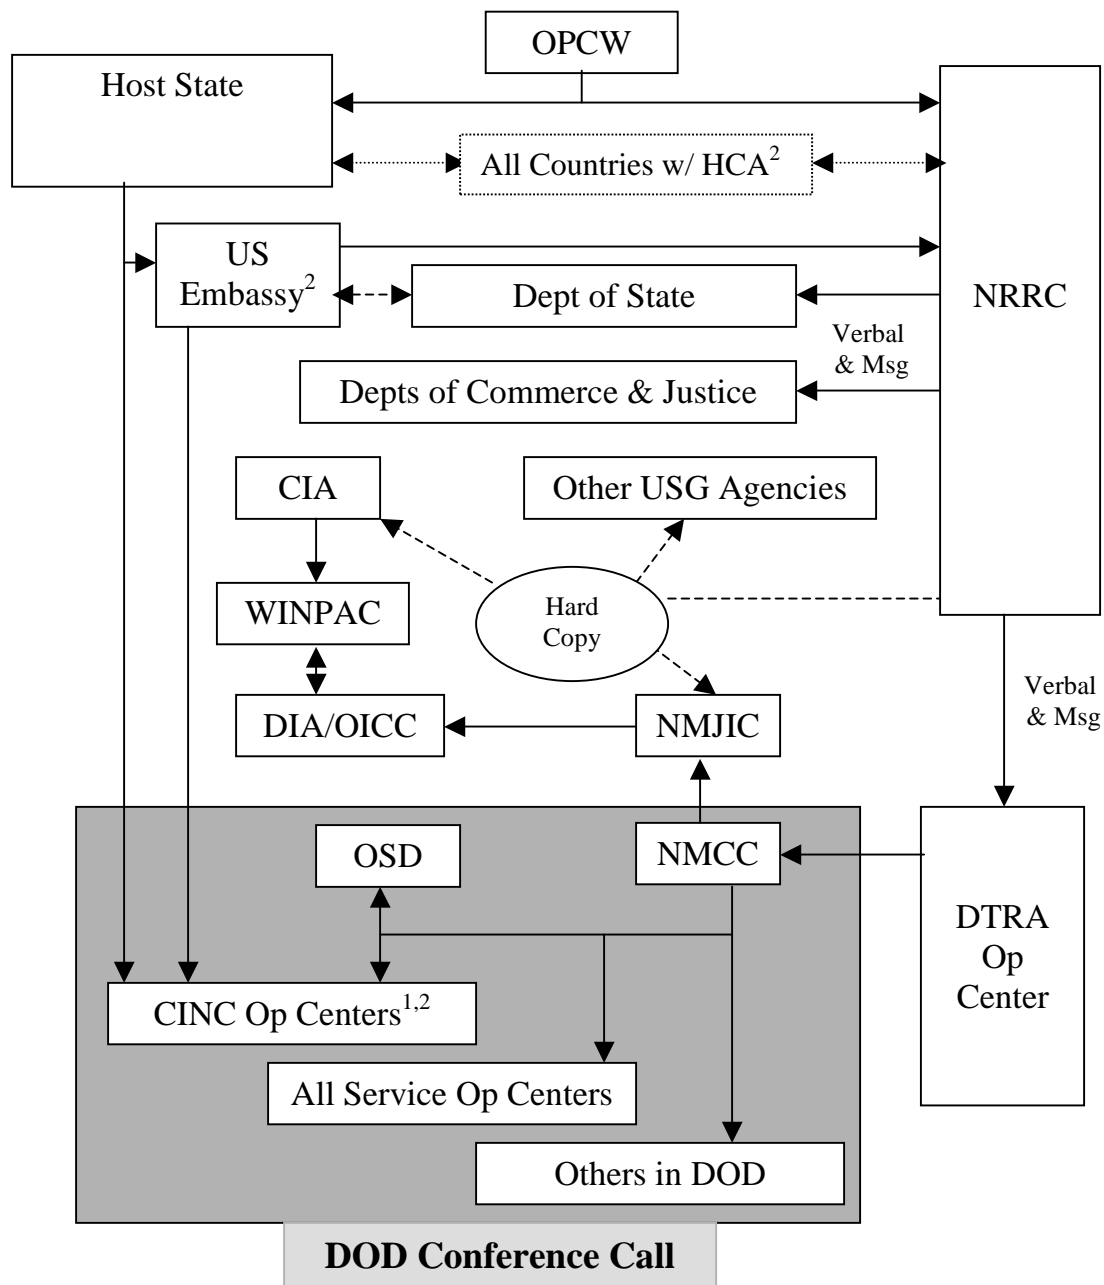 OPCW
Host State
All Countries w/ HCA²
US
Embassy²
Dept of State
NRRC
Verbal
& Msg
Depts of Commerce & Justice
CIA
Other USG Agencies
WINPAC
Hard
Copy
DIA/OICC
NMJIC
Verbal
& Msg
OSD
NMCC
DTRA
Op
Center
CINC Op Centers¹,²
All Service Op Centers
Others in DOD
DOD Conference Call